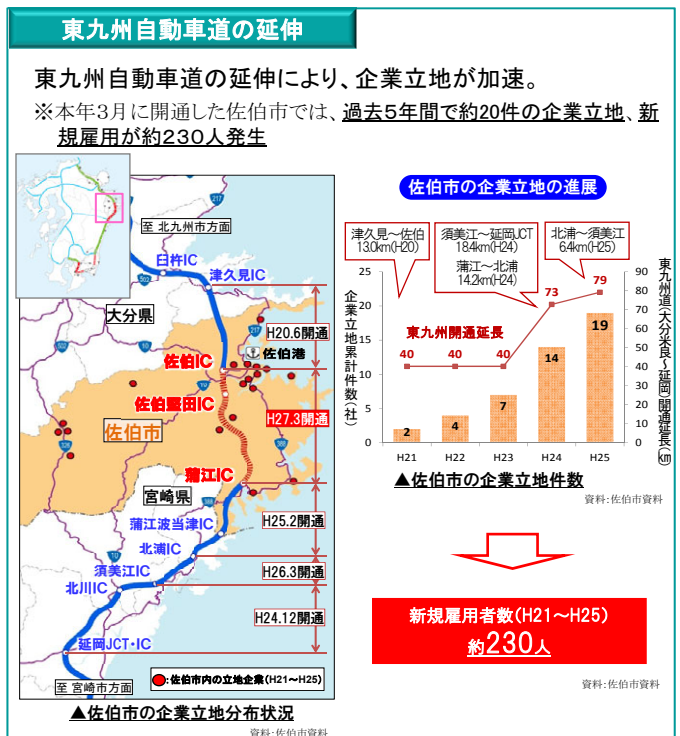 東九州自動車道の延伸
東九州自動車道の延伸により、企業立地が加速。
※本年3月に開通した佐伯市では、過去5年間で約20件の企業立地、新
規雇用が約230人発生
至 北九州市方面
臼杵IC
津久見IC
大分県
H20.6開通
佐伯IC
佐伯港
佐伯堅田IC
H27.3開通
佐伯市
蒲江IC
宮崎県
蒲江波当津IC
H25.2開通
北浦IC
須美江IC
H26.3開通
北川IC
H24.12開通
延岡JCT・IC
至 宮崎市方面
:佐伯市内の立地企業(H21～H25)
▲佐伯市の企業立地分布状況
資料:佐伯市資料
佐伯市の企業立地の進展
津久見～佐伯
13.0km(H20)
須美江～延岡JCT
18.4km(H24)
蒲江～北浦
14.2km(H24)
北浦～須美江
6.4km(H25)
企業立地累計件数(社)
25
20
15
10
5
0
東九州開通延長
40
40
40
73
79
2
4
7
14
19
H21
H22
H23
H24
H25
90
80
70
60
50
40
30
20
10
0
東九州道(大分米良～延岡)開通延長(km)
▲佐伯市の企業立地件数
資料:佐伯市資料
新規雇用者数(H21～H25)
約230人
資料:佐伯市資料